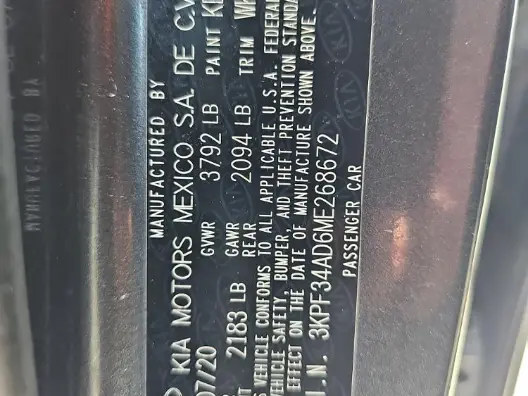 MANUFACTURED BY
KIA MOTORS MEXICO S.A. DE C.V
07/20 GVWR 3792 LB PAINT
2183 LB GAWR REAR 2094 LB TRIM
VEHICLE CONFORMS TO ALL APPLICABLE U.S.A. FEDERAL
VEHICLE SAFETY, BUMPER, AND THEFT PREVENTION STANDA
EFFECT ON THE DATE OF MANUFACTURE SHOWN ABOVE.
I.N. 3KPF34AD6ME268672
PASSENGER CAR